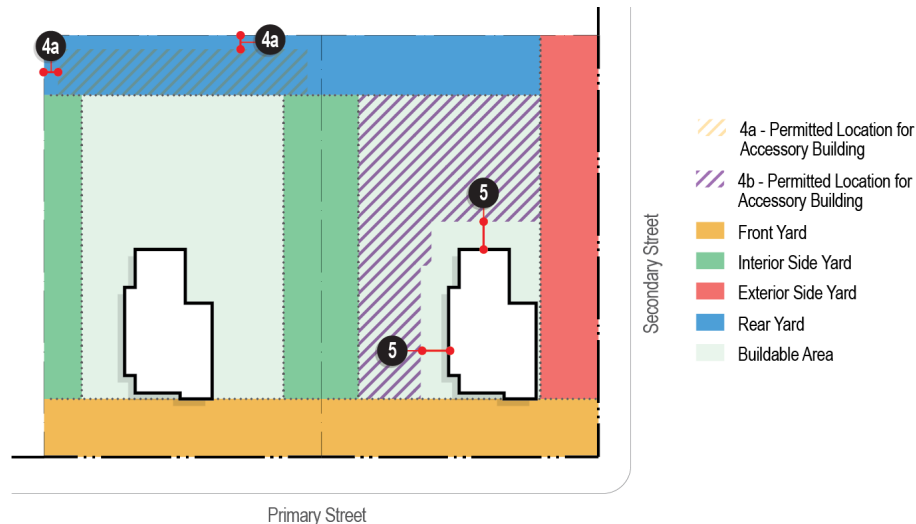 4a
4a
5
5
Secondary Street
Primary Street
4a - Permitted Location for
Accessory Building
4b - Permitted Location for
Accessory Building
Front Yard
Interior Side Yard
Exterior Side Yard
Rear Yard
Buildable Area